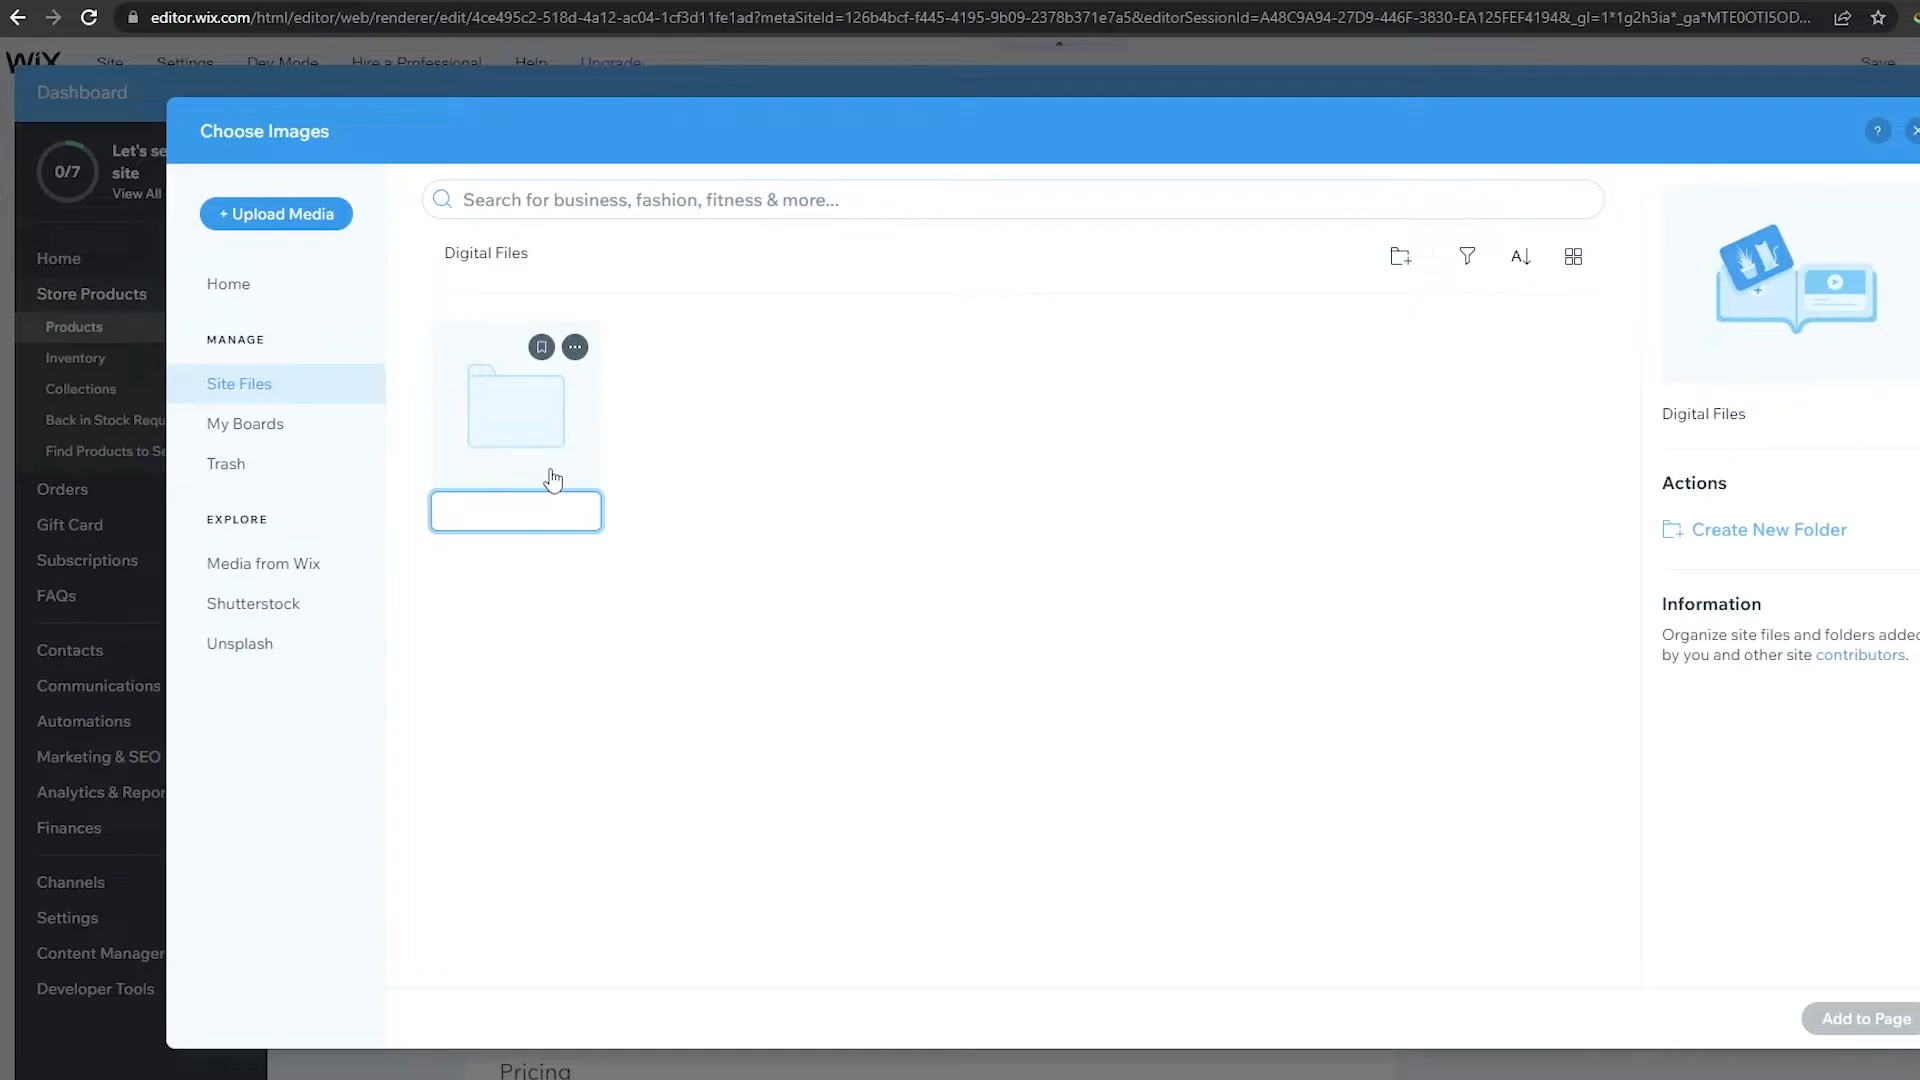 editor.wix.com/html/editor/web/renderer/edit/4ce495c2-518d-4a12-ac04-1cf3d11fe1ad?metaSiteId=126b4bcf-f445-4195-9b09-2378b371e7a5&editorSessionId=A48C9A94-27D9-446F-3830-EA125FEF4194&_gl=1*1g2h3ia*_ga*MTE0OTI5OD...
WiX Site Settings Dev Mode Hire a Professional Help Upgrade Save
Dashboard
Choose Images
?
0/7
Let's se
site
View All
Home
Store Products
Products
Inventory
Collections
Back in Stock Requ
Find Products to Se
Orders
Gift Card
Subscriptions
FAQs
Contacts
Communications
Automations
Marketing & SEO
Analytics & Repor
Finances
Channels
Settings
Content Manager
Developer Tools
+ Upload Media
Home
MANAGE
Site Files
My Boards
Trash
EXPLORE
Media from Wix
Shutterstock
Unsplash
Search for business, fashion, fitness & more...
Digital Files
A↓
Digital Files
Actions
Create New Folder
Information
Organize site files and folders added
by you and other site contributors.
Add to Page
Pricing